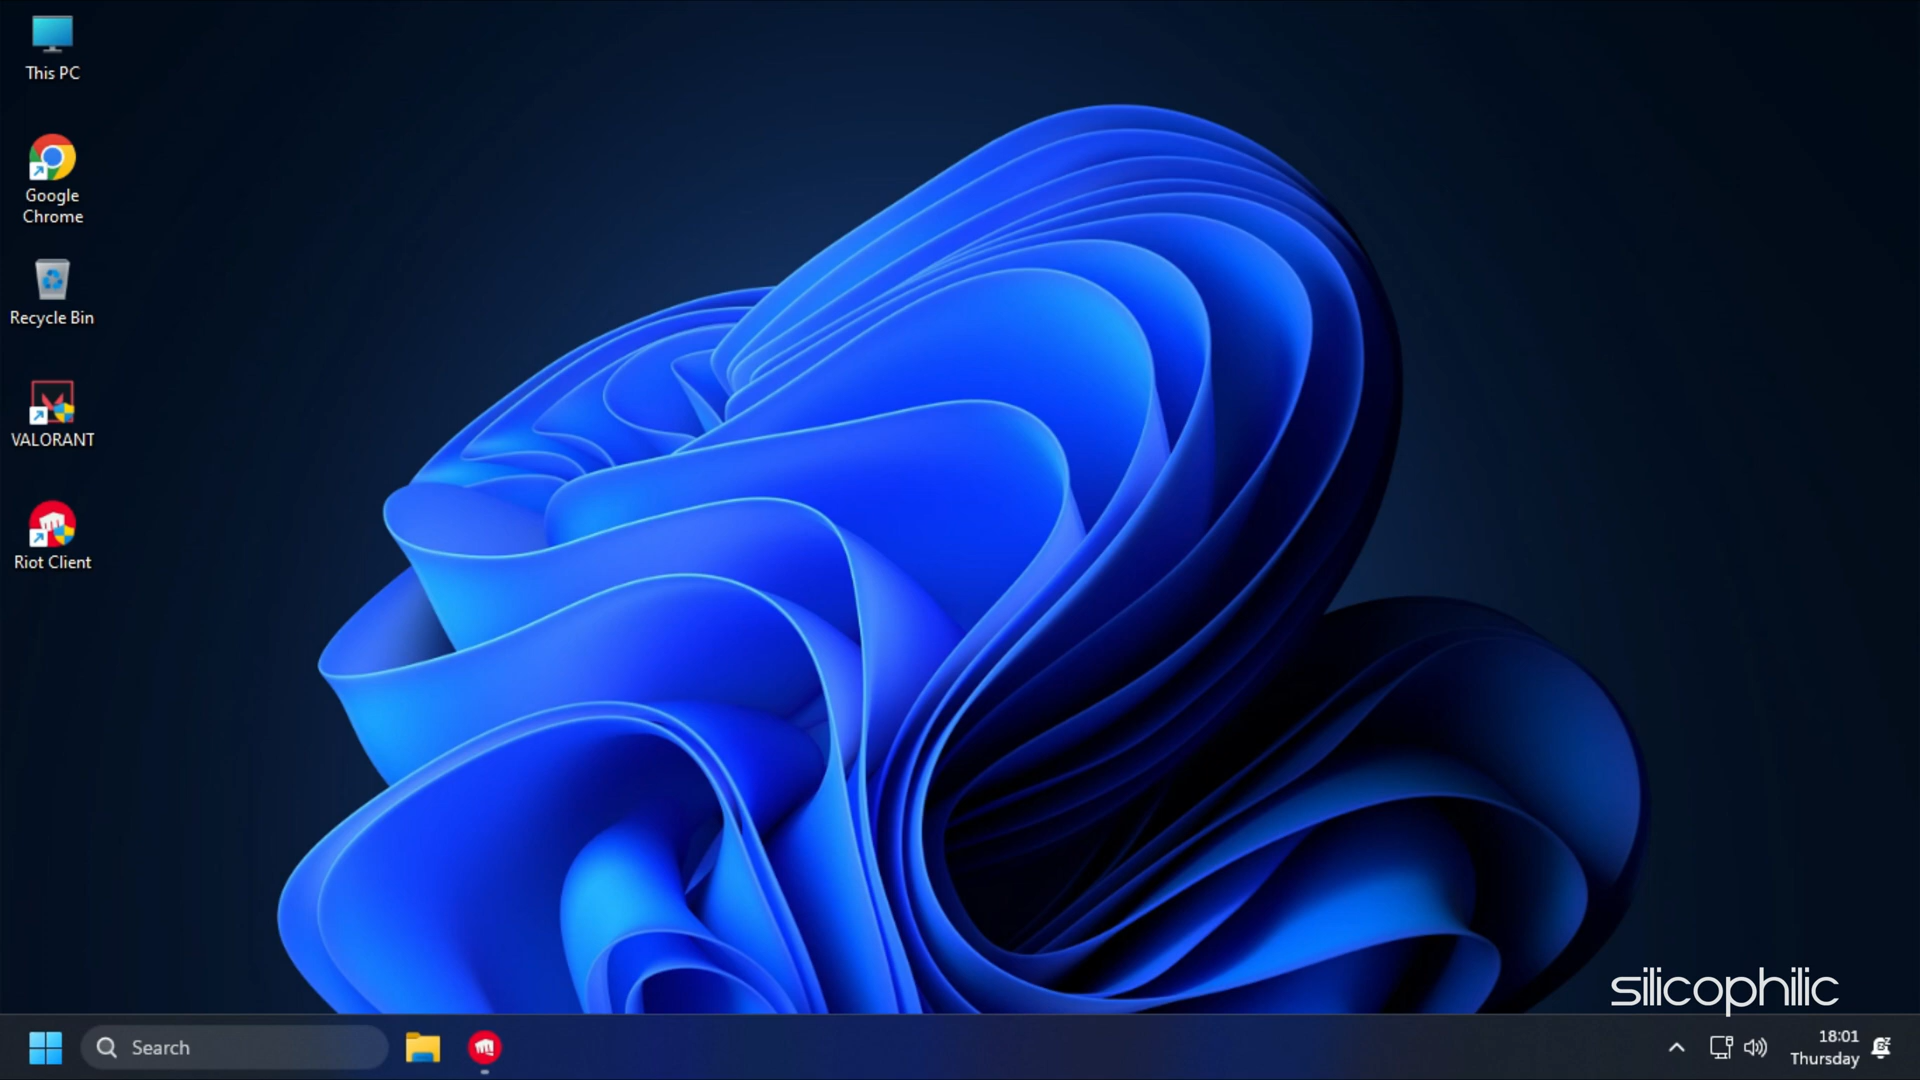 This PC
Google
Chrome
Recycle Bin
VALORANT
Riot Client
silicophilic
Search
18:01
Thursday